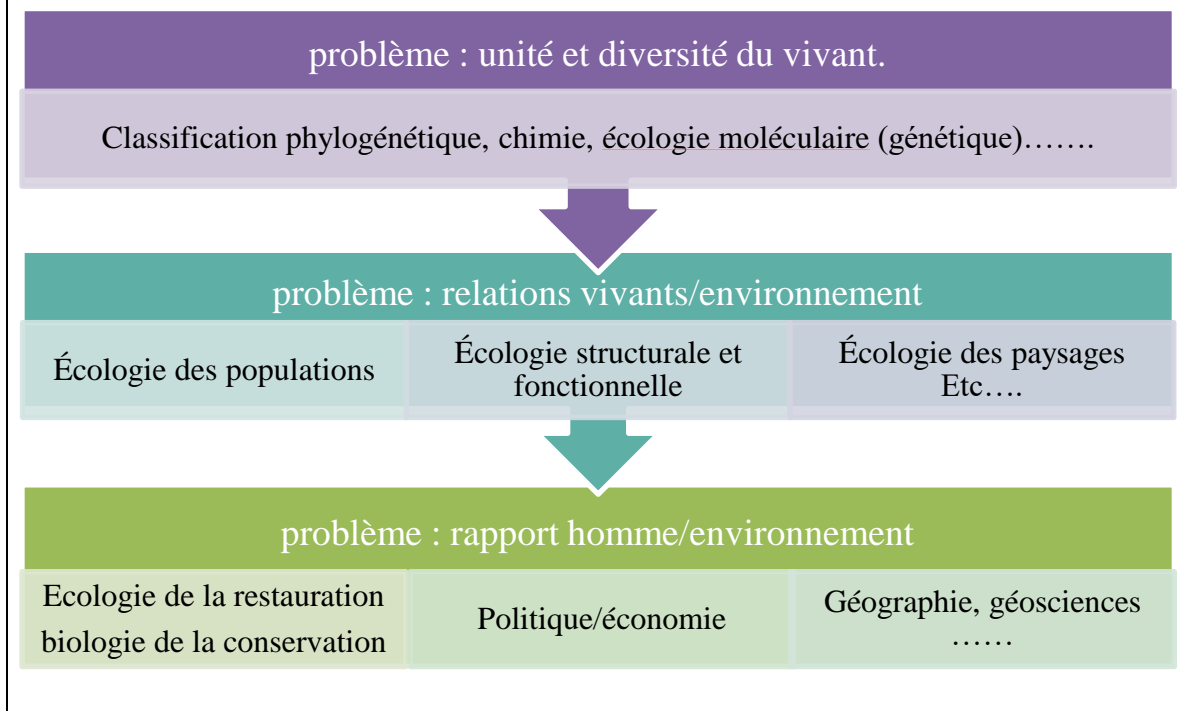 problème : unité et diversité du vivant.
Classification phylogénétique, chimie, écologie moléculaire (génétique)…….
problème : relations vivants/environnement
Écologie des populations
Écologie structurale et
fonctionnelle
Écologie des paysages
Etc….
problème : rapport homme/environnement
Ecologie de la restauration
biologie de la conservation
Politique/économie
Géographie, géosciences
……